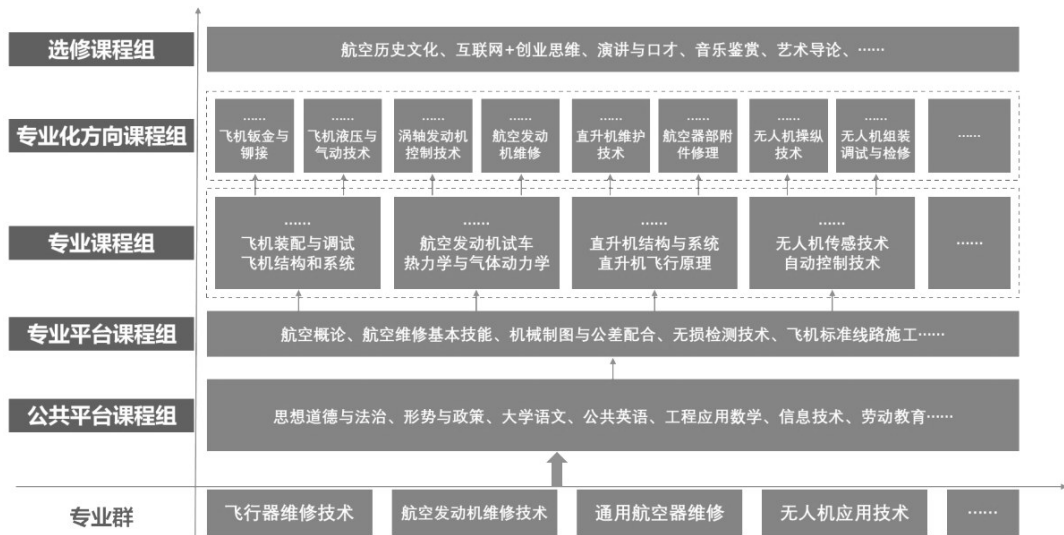 选修课程组
航空历史文化、互联网+创业思维、演讲与口才、音乐鉴赏、艺术导论、……
专业化方向课程组
……
飞机钣金与
铆接
……
飞机液压与
气动技术
……
涡轴发动机
控制技术
……
航空发动
机维修
……
直升机维护
技术
……
航空器部附
件修理
……
无人机操纵
技术
……
无人机组装
调试与检修
……
专业课程组
……
飞机装配与调试
飞机结构和系统
……
航空发动机试车
热力学与气体动力学
……
直升机结构与系统
直升机飞行原理
……
无人机传感技术
自动控制技术
……
专业平台课程组
航空概论、航空维修基本技能、机械制图与公差配合、无损检测技术、飞机标准线路施工……
公共平台课程组
思想道德与法治、形势与政策、大学语文、公共英语、工程应用数学、信息技术、劳动教育……
专业群
飞行器维修技术
航空发动机维修技术
通用航空器维修
无人机应用技术
……